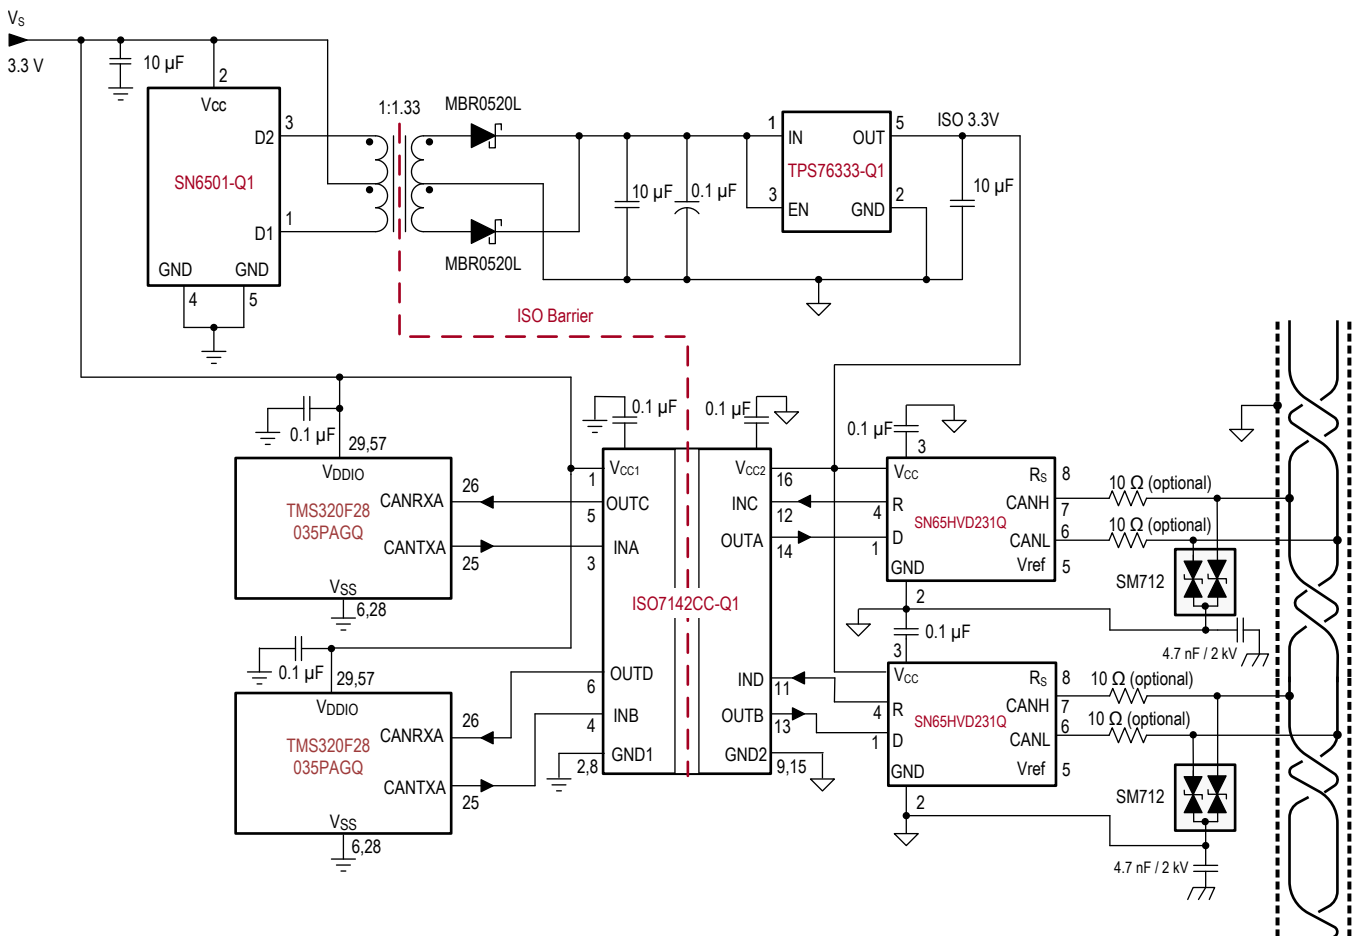 VS
3.3 V
10 µF
2
Vcc
3
D2
SN6501-Q1
1
D1
GND
GND
4
5
1:1.33
MBR0520L
MBR0520L
10 µF
0.1 µF
1
IN
OUT
5
TPS76333-Q1
3
EN
GND
2
ISO 3.3V
10 µF
ISO Barrier
0.1 µF
29,57
VDDIO
CANRXA
26
TMS320F28
035PAGQ
CANTXA
25
VSS
6,28
0.1 µF
29,57
VDDIO
CANRXA
26
TMS320F28
035PAGQ
CANTXA
25
VSS
6,28
0.1 µF
0.1 µF
1
VCC1
VCC2
16
5
OUTC
INC
12
3
INA
OUTA
14
ISO7142CC-Q1
6
OUTD
IND
11
4
INB
OUTB
13
2,8
GND1
GND2
9,15
0.1 µF
3
VCC
RS
8
4
R
CANH
7
SN65HVD231Q
1
D
CANL
6
GND
Vref
5
2
10 Ω (optional)
10 Ω (optional)
SM712
4.7 nF / 2 kV
0.1 µF
3
VCC
RS
8
4
R
CANH
7
SN65HVD231Q
1
D
CANL
6
GND
Vref
5
2
10 Ω (optional)
10 Ω (optional)
SM712
4.7 nF / 2 kV